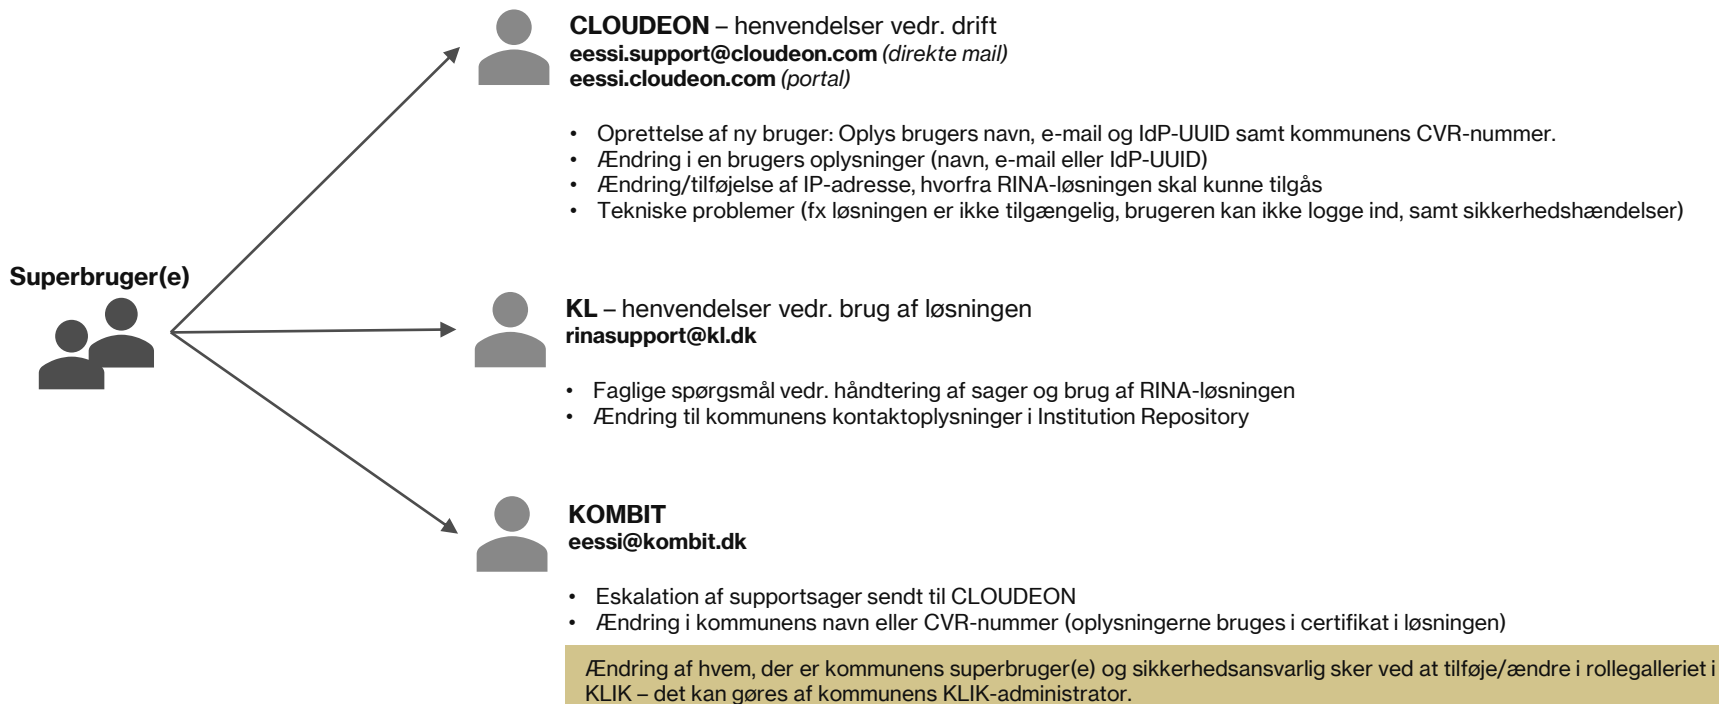 CLOUDEON – henvendelser vedr. drift
eessi.support@cloudeon.com (direkte mail)
eessi.cloudeon.com (portal)
• Oprettelse af ny bruger: Oplys brugers navn, e-mail og IdP-UUID samt kommunens CVR-nummer.
• Ændring i en brugers oplysninger (navn, e-mail eller IdP-UUID)
• Ændring/tilføjelse af IP-adresse, hvorfra RINA-løsningen skal kunne tilgås
• Tekniske problemer (fx løsningen er ikke tilgængelig, brugeren kan ikke logge ind, samt sikkerhedshændelser)
Superbruger(e)
KL – henvendelser vedr. brug af løsningen
rinasupport@kl.dk
• Faglige spørgsmål vedr. håndtering af sager og brug af RINA-løsningen
• Ændring til kommunens kontaktoplysninger i Institution Repository
KOMBIT
eessi@kombit.dk
• Eskalation af supportsager sendt til CLOUDEON
• Ændring i kommunens navn eller CVR-nummer (oplysningerne bruges i certifikat i løsningen)
Ændring af hvem, der er kommunens superbruger(e) og sikkerhedsansvarlig sker ved at tilføje/ændre i rollegalleriet i
KLIK – det kan gøres af kommunens KLIK-administrator.